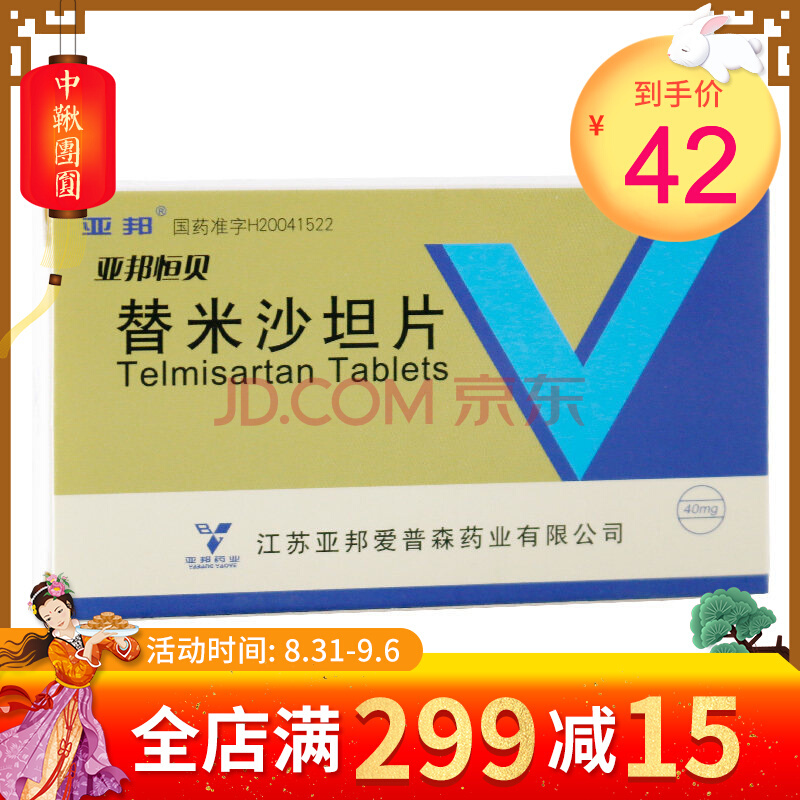 中鞦團圓
到手价
¥
42
亚邦®
国药准字H20041522
亚邦恒贝
替米沙坦片
Telmisartan Tablets
JD.COM 京东
40mg
亚邦药业
江苏亚邦爱普森药业有限公司
活动时间: 8.31-9.6
全店满299减15